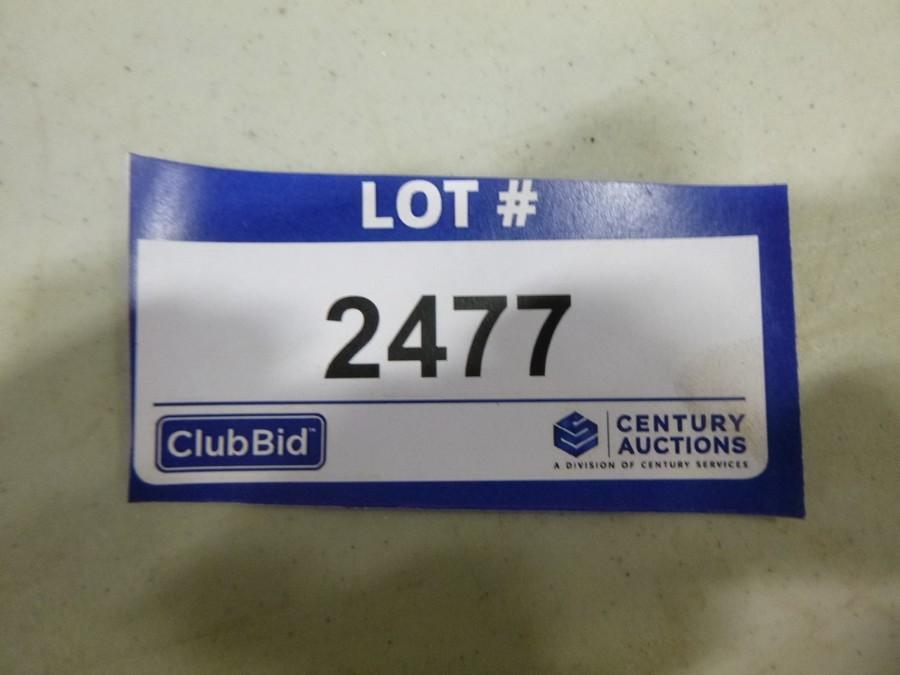 LOT #
2477
ClubBid™
CENTURY
AUCTIONS
A DIVISION OF CENTURY SERVICES